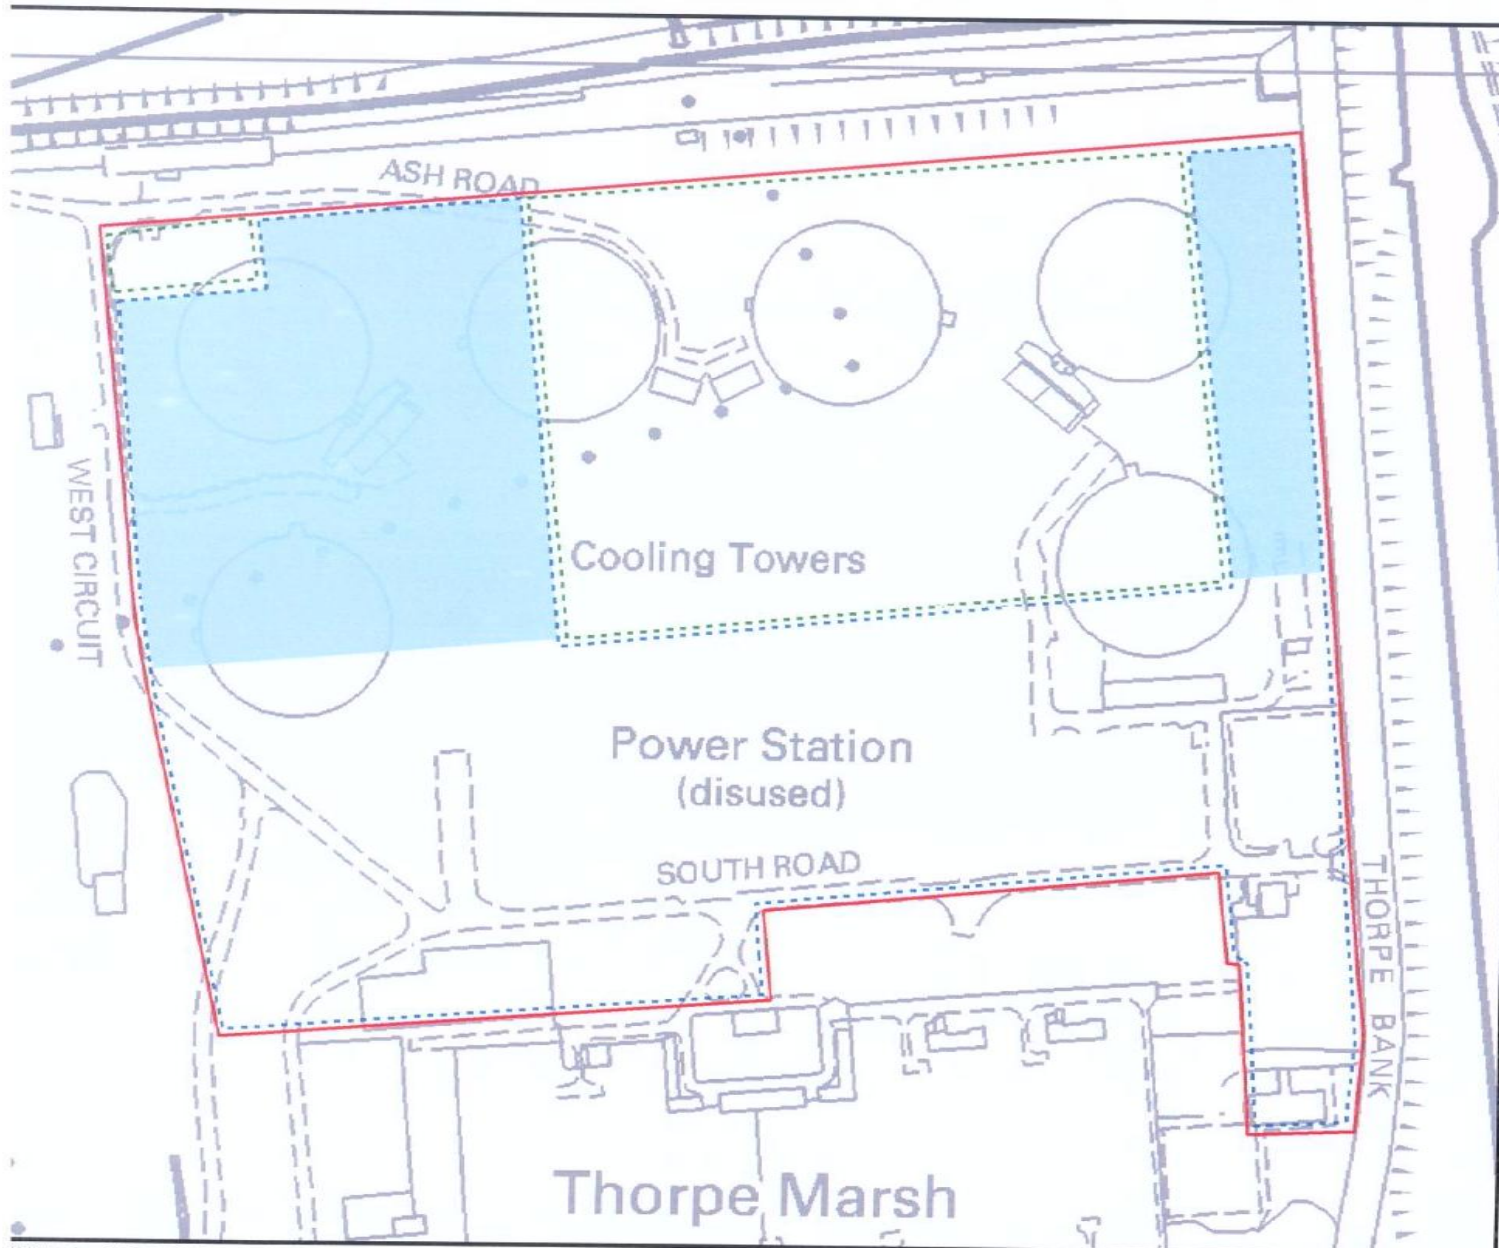 ASH ROAD
WEST CIRCUIT
Cooling Towers
Power Station
(disused)
SOUTH ROAD
THORPE BANK
Thorpe Marsh